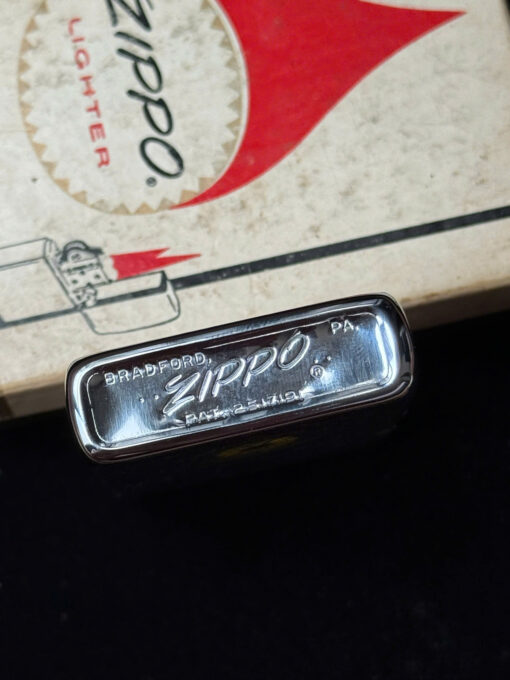 ZIPPO®
LIGHTER
BRADFORD, PA.
ZIPPO ®
PAT. 2517191